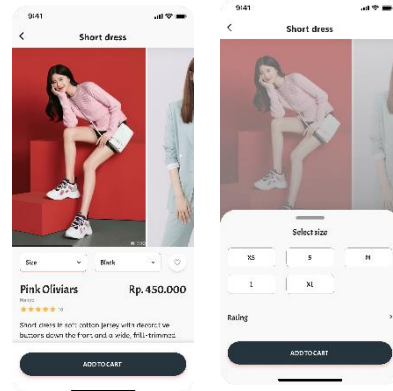 9:41
Short dress
Size
Black
Pink Oliviars
Rp. 450.000
Short dress in soft cotton jersey with decorative
buttons down the front and a wide, frill-trimmed
ADD TO CART
9:41
Short dress
Select size
XS
S
M
L
XL
Rating
ADD TO CART